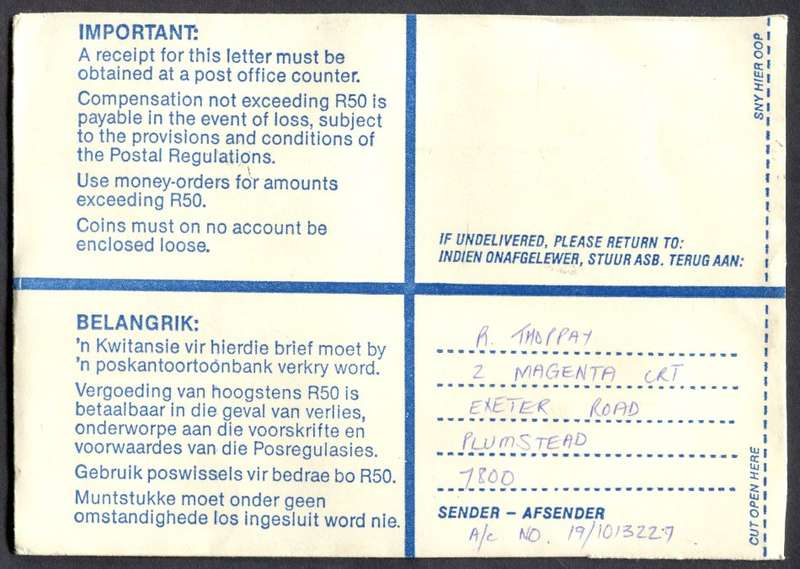 IMPORTANT:
A receipt for this letter must be
obtained at a post office counter.
Compensation not exceeding R50 is
payable in the event of loss, subject
to the provisions and conditions of
the Postal Regulations.
Use money-orders for amounts
exceeding R50.
Coins must on no account be
enclosed loose.
IF UNDELIVERED, PLEASE RETURN TO:
INDIEN ONAFGELEWER, STUUR ASB. TERUG AAN:
SNY HIER OOP
BELANGRIK:
'n Kwitansie vir hierdie brief moet by
'n poskantoortoonbank verkry word.
Vergoeding van hoogstens R50 is
betaalbaar in die geval van verlies,
onderworpe aan die voorskrifte en
voorwaardes van die Posregulasies.
Gebruik poswissels vir bedrae bo R50.
Muntstukke moet onder geen
omstandighede los ingesluit word nie.
R. THOPPAY
2 MAGENTA CRT
EXETER ROAD
PLUMSTEAD
7800
SENDER – AFSENDER
A/c NO. 19/1013227
CUT OPEN HERE